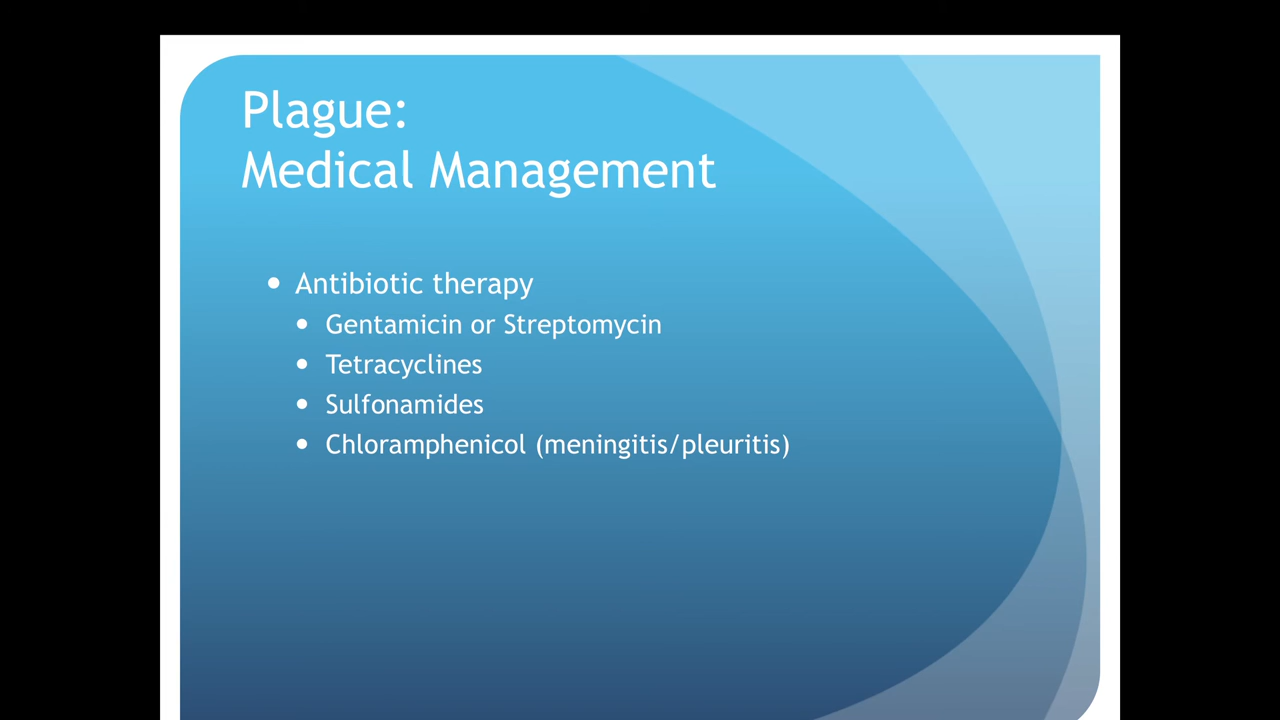 Plague:
Medical Management
• Antibiotic therapy
• Gentamicin or Streptomycin
• Tetracyclines
• Sulfonamides
• Chloramphenicol (meningitis/pleuritis)